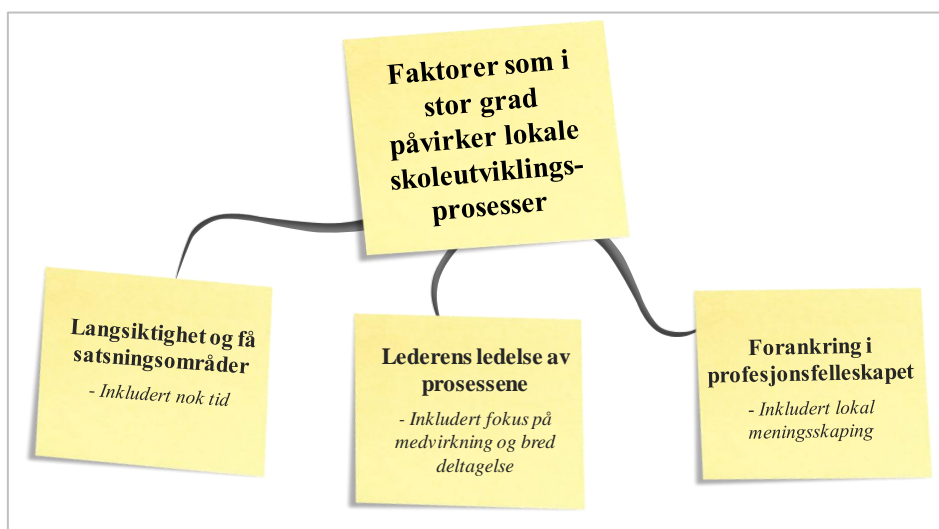 Faktorer som i
stor grad
påvirker lokale
skoleutviklings-
prosesser
Langsiktighet og få
satsningsområder
- Inkludert nok tid
Lederens ledelse av
prosessene
- Inkludert fokus på
medvirkning og bred
deltagelse
Forankring i
profesjonsfelleskapet
- Inkludert lokal
meningsskaping